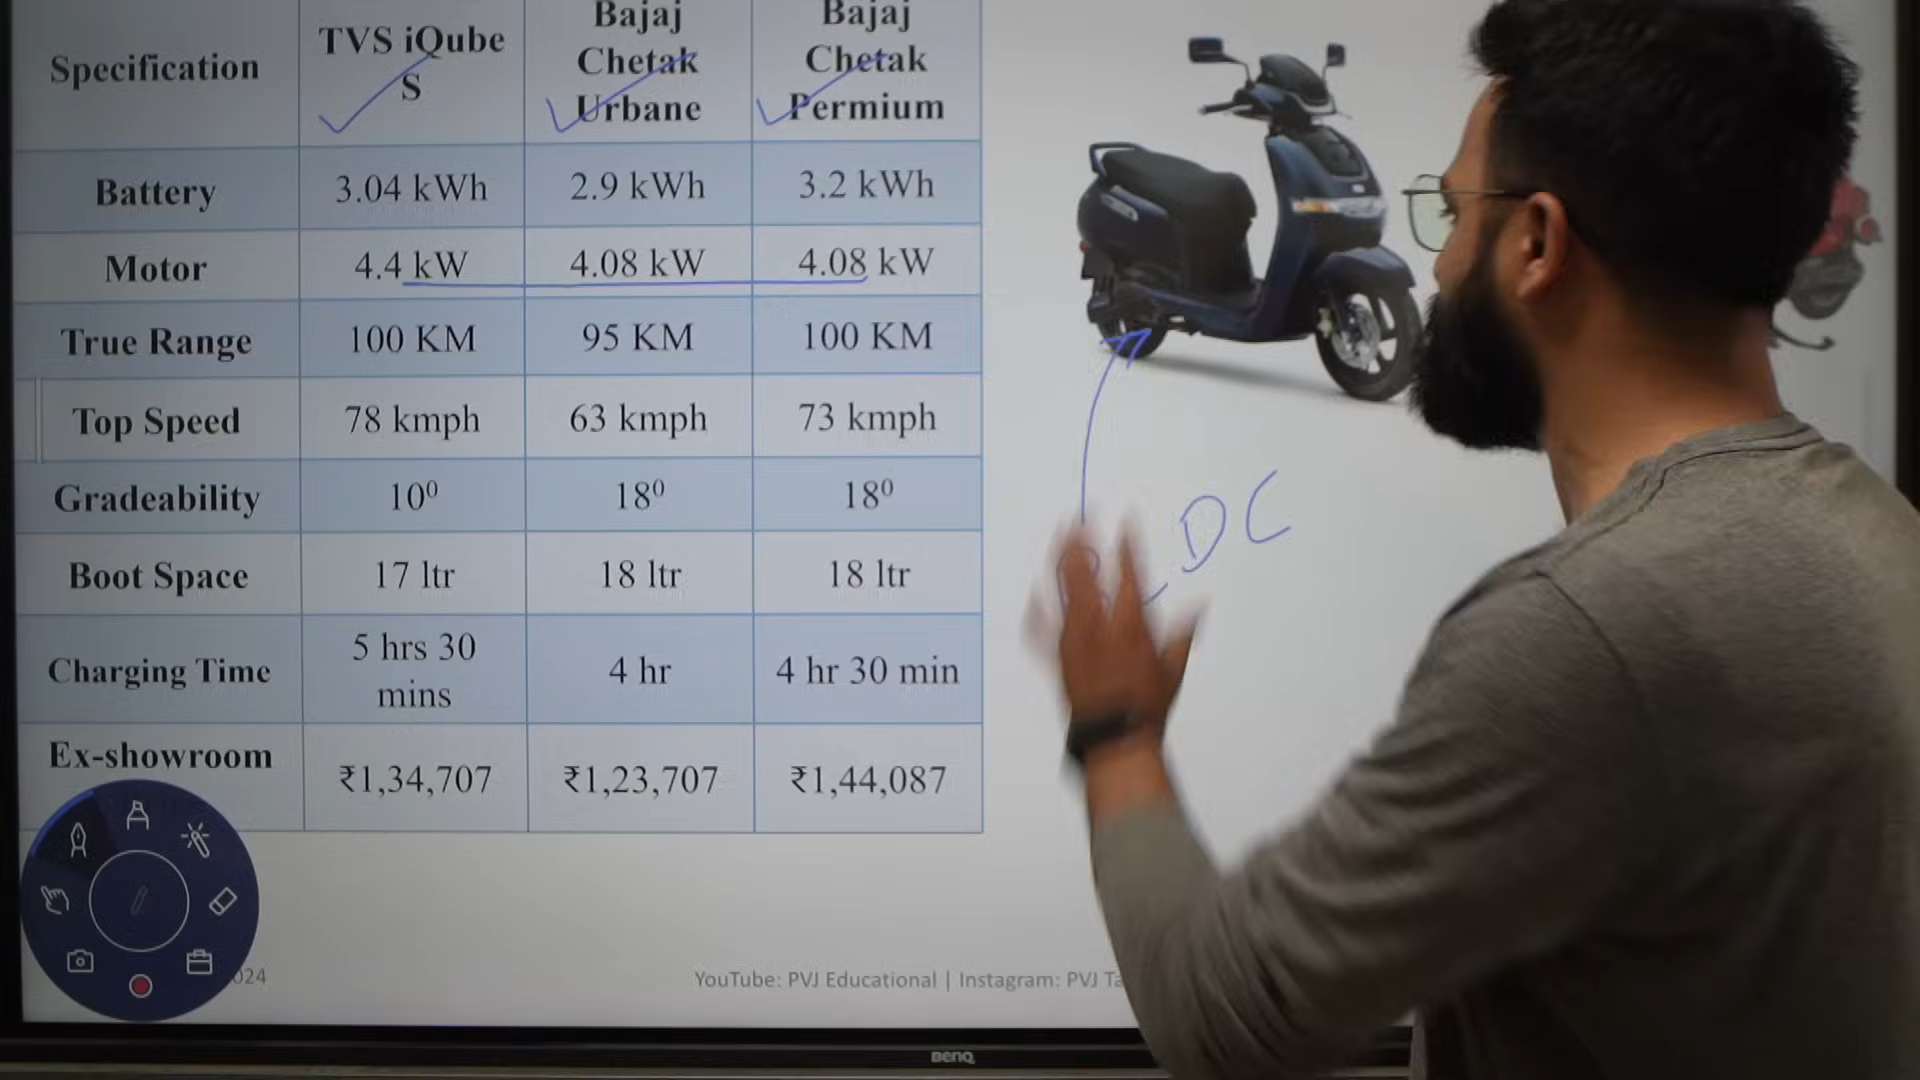 Specification
TVS iQube
S
Bajaj
Chetak
Urbane
Bajaj
Chetak
Permium
Battery
3.04 kWh
2.9 kWh
3.2 kWh
Motor
4.4 kW
4.08 kW
4.08 kW
True Range
100 KM
95 KM
100 KM
Top Speed
78 kmph
63 kmph
73 kmph
Gradeability
10⁰
18⁰
18⁰
Boot Space
17 ltr
18 ltr
18 ltr
Charging Time
5 hrs 30
mins
4 hr
4 hr 30 min
Ex-showroom
₹1,34,707
₹1,23,707
₹1,44,087
LDC
024
YouTube: PVJ Educational | Instagram: PVJ
BenQ